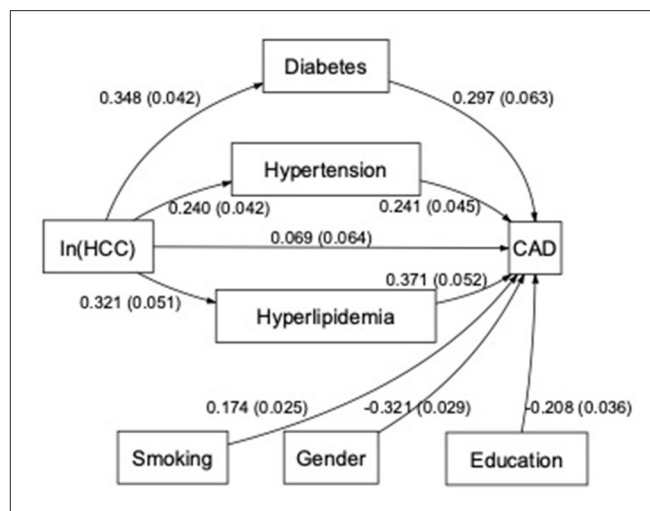 Diabetes
0.348 (0.042)
0.297 (0.063)
Hypertension
0.240 (0.042)
0.241 (0.045)
ln(HCC)
0.069 (0.064)
CAD
0.321 (0.051)
0.371 (0.052)
Hyperlipidemia
0.174 (0.025)
-0.321 (0.029)
-0.208 (0.036)
Smoking
Gender
Education